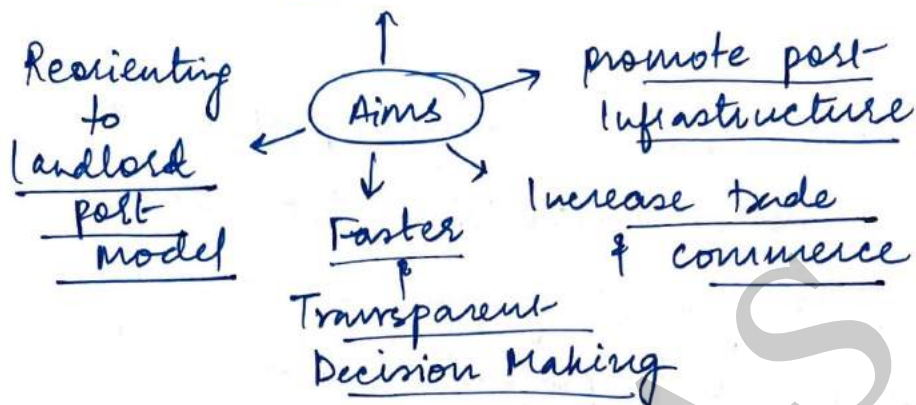 Aims
Reorienting
to
landlord
port
model
Faster
&
Transparent
Decision Making
promote port
Infrastructure
Increase trade
& commerce